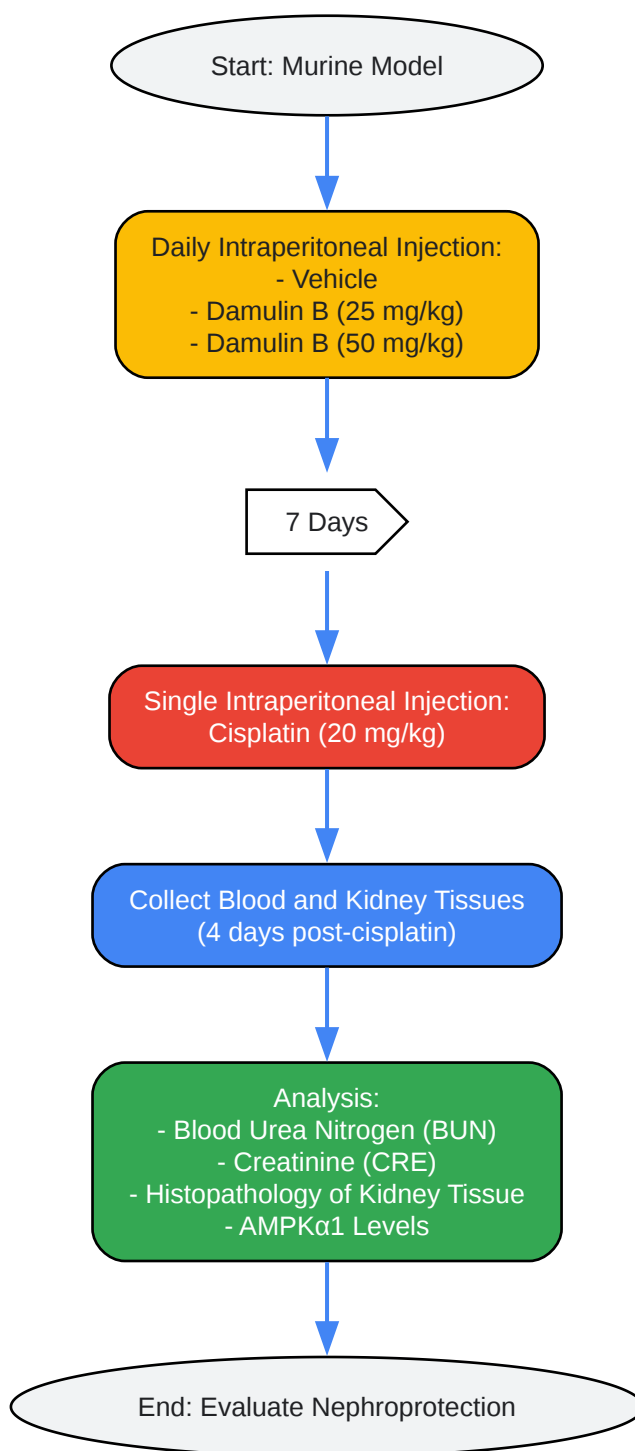 Start: Murine Model
Daily Intraperitoneal Injection:
- Vehicle
- Damulin B (25 mg/kg)
- Damulin B (50 mg/kg)
7 Days
Single Intraperitoneal Injection:
Cisplatin (20 mg/kg)
Collect Blood and Kidney Tissues
(4 days post-cisplatin)
Analysis:
- Blood Urea Nitrogen (BUN)
- Creatinine (CRE)
- Histopathology of Kidney Tissue
- AMPKα1 Levels
End: Evaluate Nephroprotection